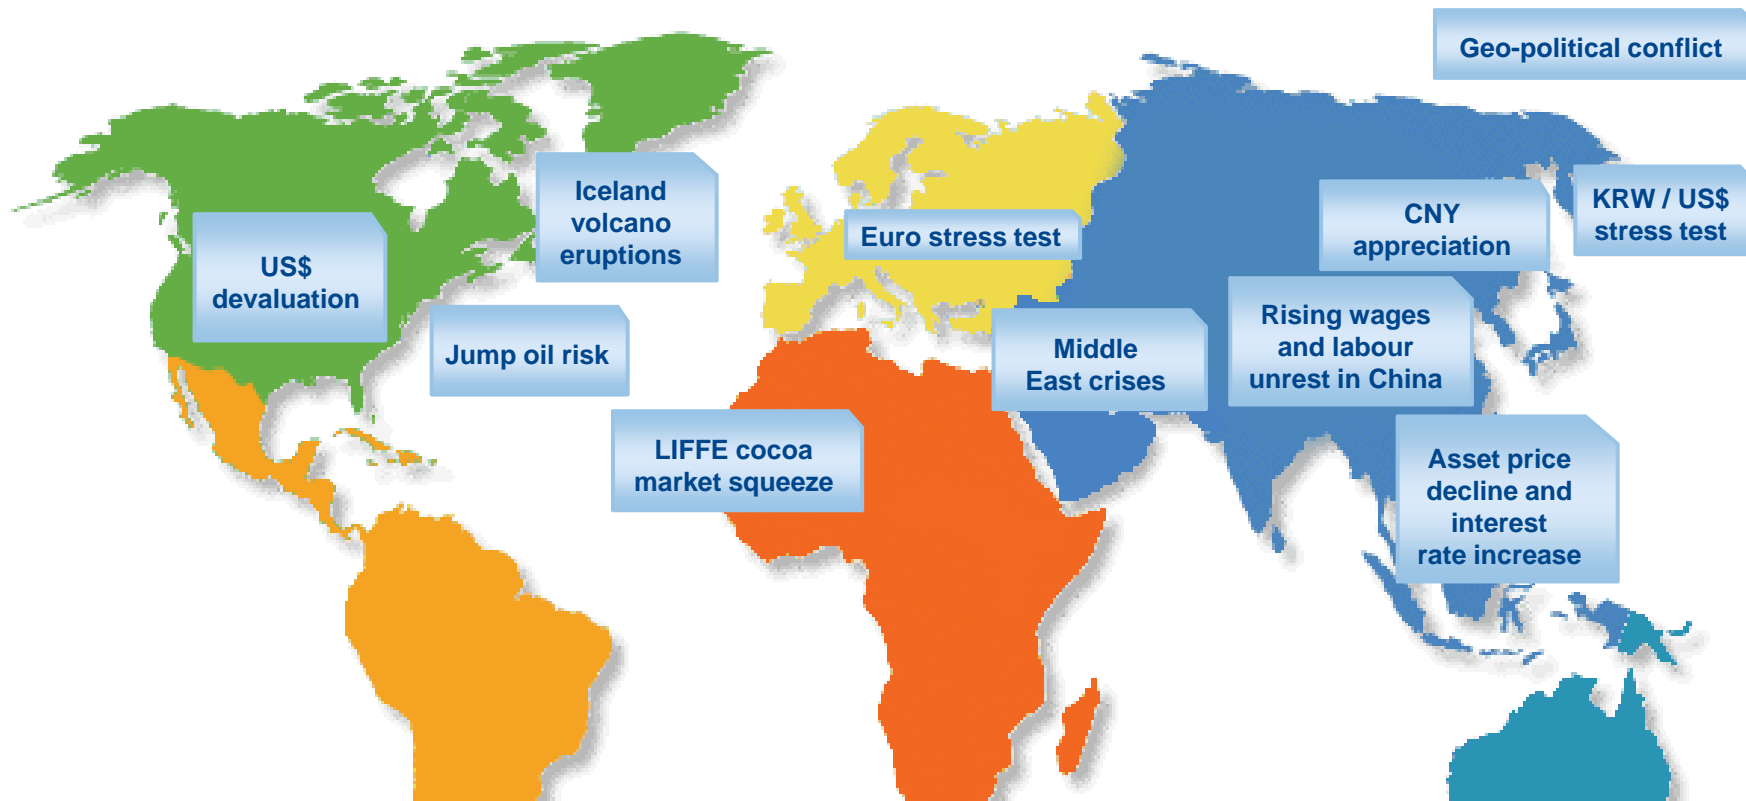 Geo-political conflict
Iceland
volcano
eruptions
US$
devaluation
Jump oil risk
Euro stress test
CNY
appreciation
KRW / US$
stress test
Middle
East crises
Rising wages
and labour
unrest in China
LIFFE cocoa
market squeeze
Asset price
decline and
interest
rate increase